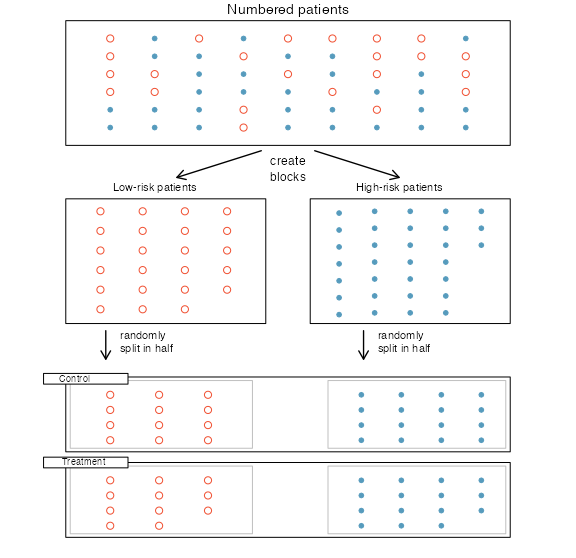 Numbered patients
create
blocks
Low-risk patients
High-risk patients
randomly
split in half
randomly
split in half
Control
Treatment